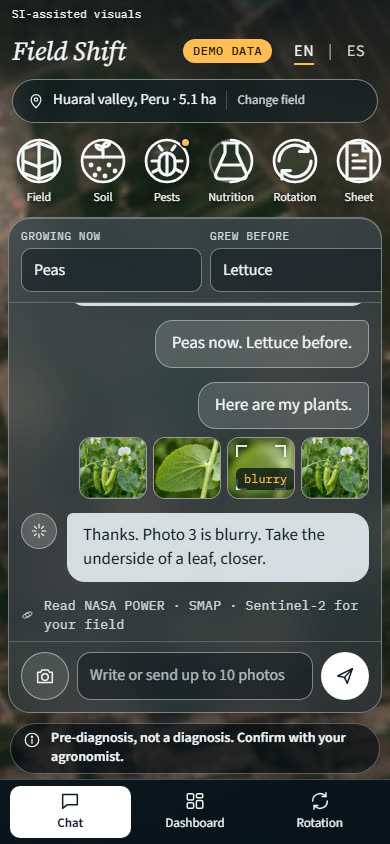 SI-assisted visuals
Field Shift
DEMO DATA
EN | ES
Huaral valley, Peru · 5.1 ha
Change field
Field
Soil
Pests
Nutrition
Rotation
Sheet
GROWING NOW
GREW BEFORE
Peas
Lettuce
Peas now. Lettuce before.
Here are my plants.
blurry
Thanks. Photo 3 is blurry. Take the
underside of a leaf, closer.
Read NASA POWER · SMAP · Sentinel-2 for
your field
Write or send up to 10 photos
Pre-diagnosis, not a diagnosis. Confirm with your
agronomist.
Chat
Dashboard
Rotation